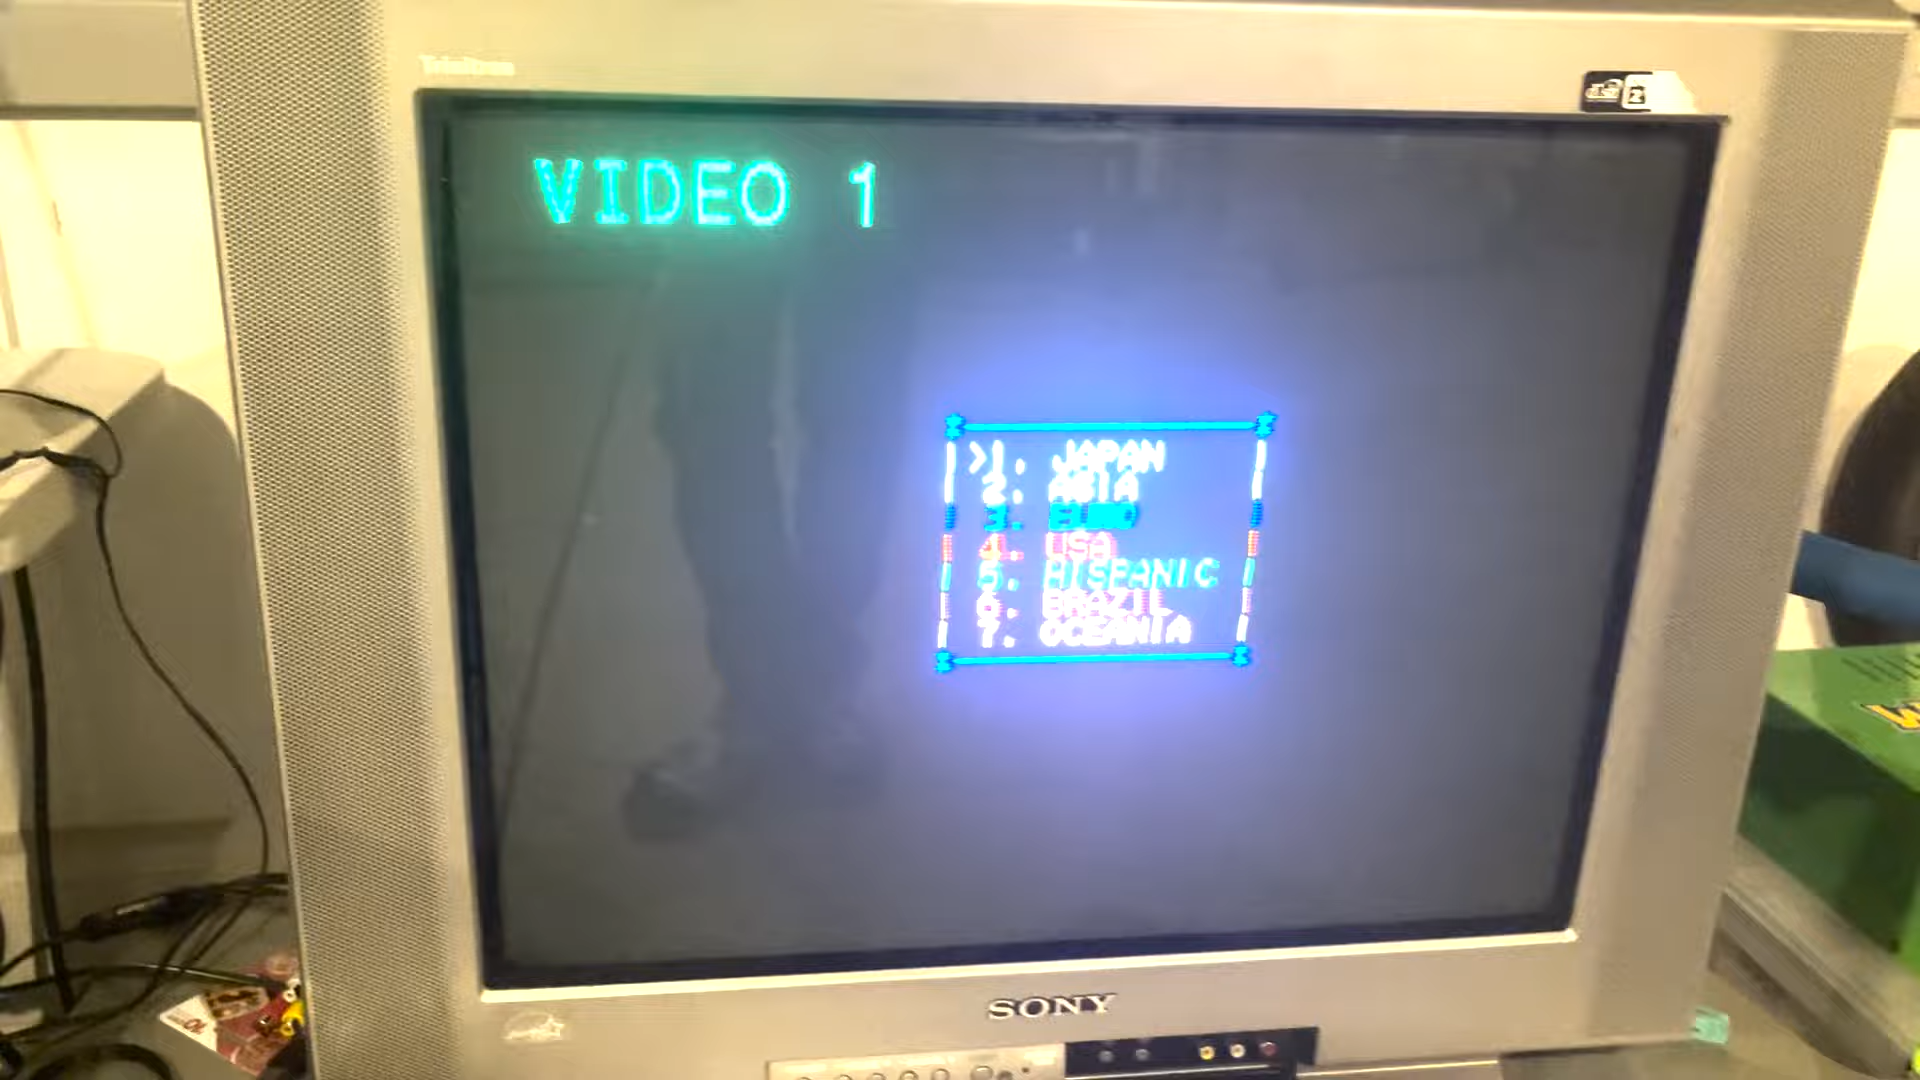 VIDEO 1
>1. JAPAN
2. ASIA
3. EURO
4. USA
5. HISPANIC
6. BRAZIL
7. OCEANIA
SONY